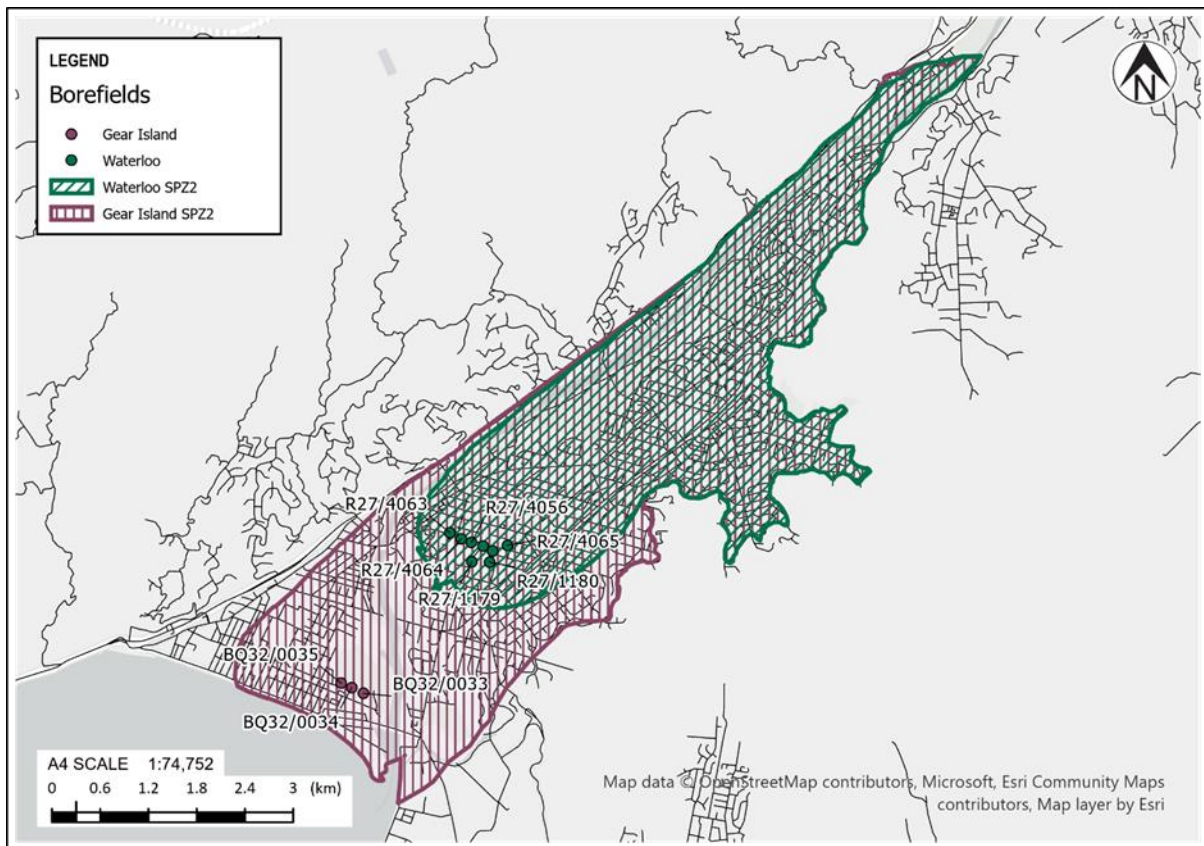 LEGEND
Borefields
Gear Island
Waterloo
Waterloo SPZ2
Gear Island SPZ2
N
R27/4063
R27/4056
R27/4065
R27/4064
R27/1180
R27/1179
BQ32/0035
BQ32/0033
BQ32/0034
A4 SCALE 1:74,752
0 0.6 1.2 1.8 2.4 3 (km)
Map data © OpenStreetMap contributors, Microsoft, Esri Community Maps
contributors, Map layer by Esri